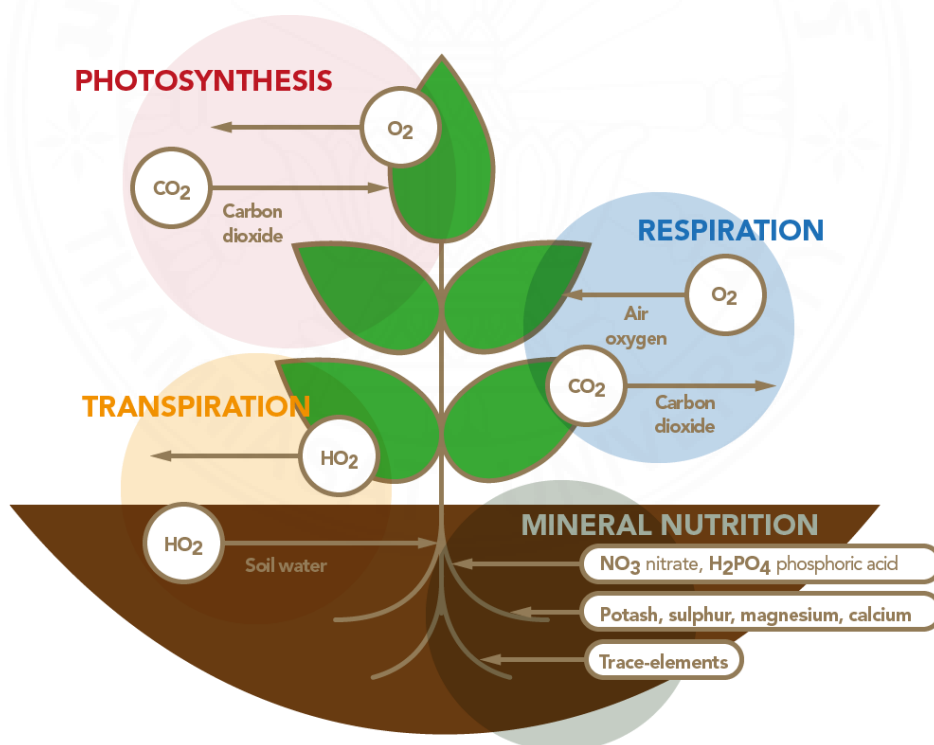 PHOTOSYNTHESIS
O2
CO2
Carbon
dioxide
RESPIRATION
O2
Air
oxygen
CO2
Carbon
dioxide
TRANSPIRATION
HO2
HO2
Soil water
MINERAL NUTRITION
NO3 nitrate, H2PO4 phosphoric acid
Potash, sulphur, magnesium, calcium
Trace-elements